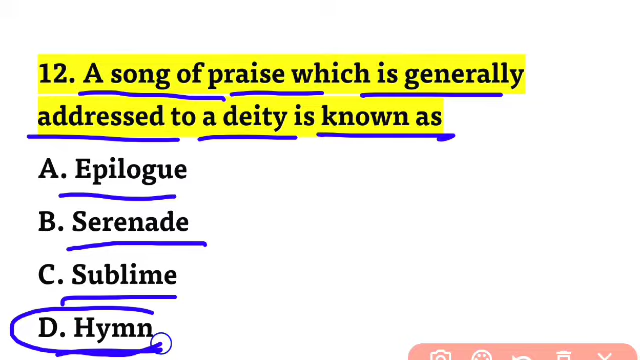 12. A song of praise which is generally
addressed to a deity is known as
A. Epilogue
B. Serenade
C. Sublime
D. Hymn